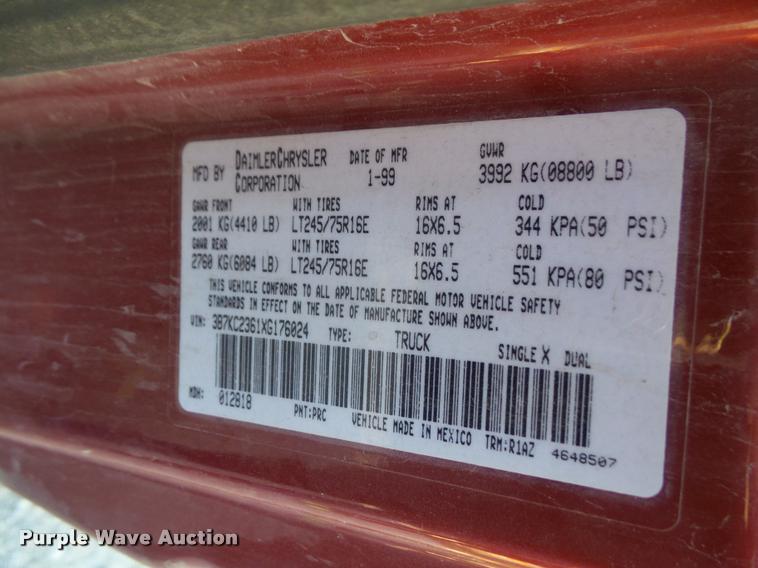 MFD BY DAIMLERCHRYSLER CORPORATION DATE OF MFR 1-99 GVWR 3992 KG(08800 LB)
GAWR FRONT WITH TIRES RIMS AT COLD
2001 KG(4410 LB) LT245/75R16E 16X6.5 344 KPA(50 PSI)
GAWR REAR WITH TIRES RIMS AT COLD
2760 KG(6084 LB) LT245/75R16E 16X6.5 551 KPA(80 PSI)
THIS VEHICLE CONFORMS TO ALL APPLICABLE FEDERAL MOTOR VEHICLE SAFETY
STANDARDS IN EFFECT ON THE DATE OF MANUFACTURE SHOWN ABOVE.
VIN: 3B7KC2361XG176024 TYPE: TRUCK SINGLE X DUAL
MDH: 012818 PNT:PRC VEHICLE MADE IN MEXICO TRM:R1AZ 4648507
Purple Wave Auction